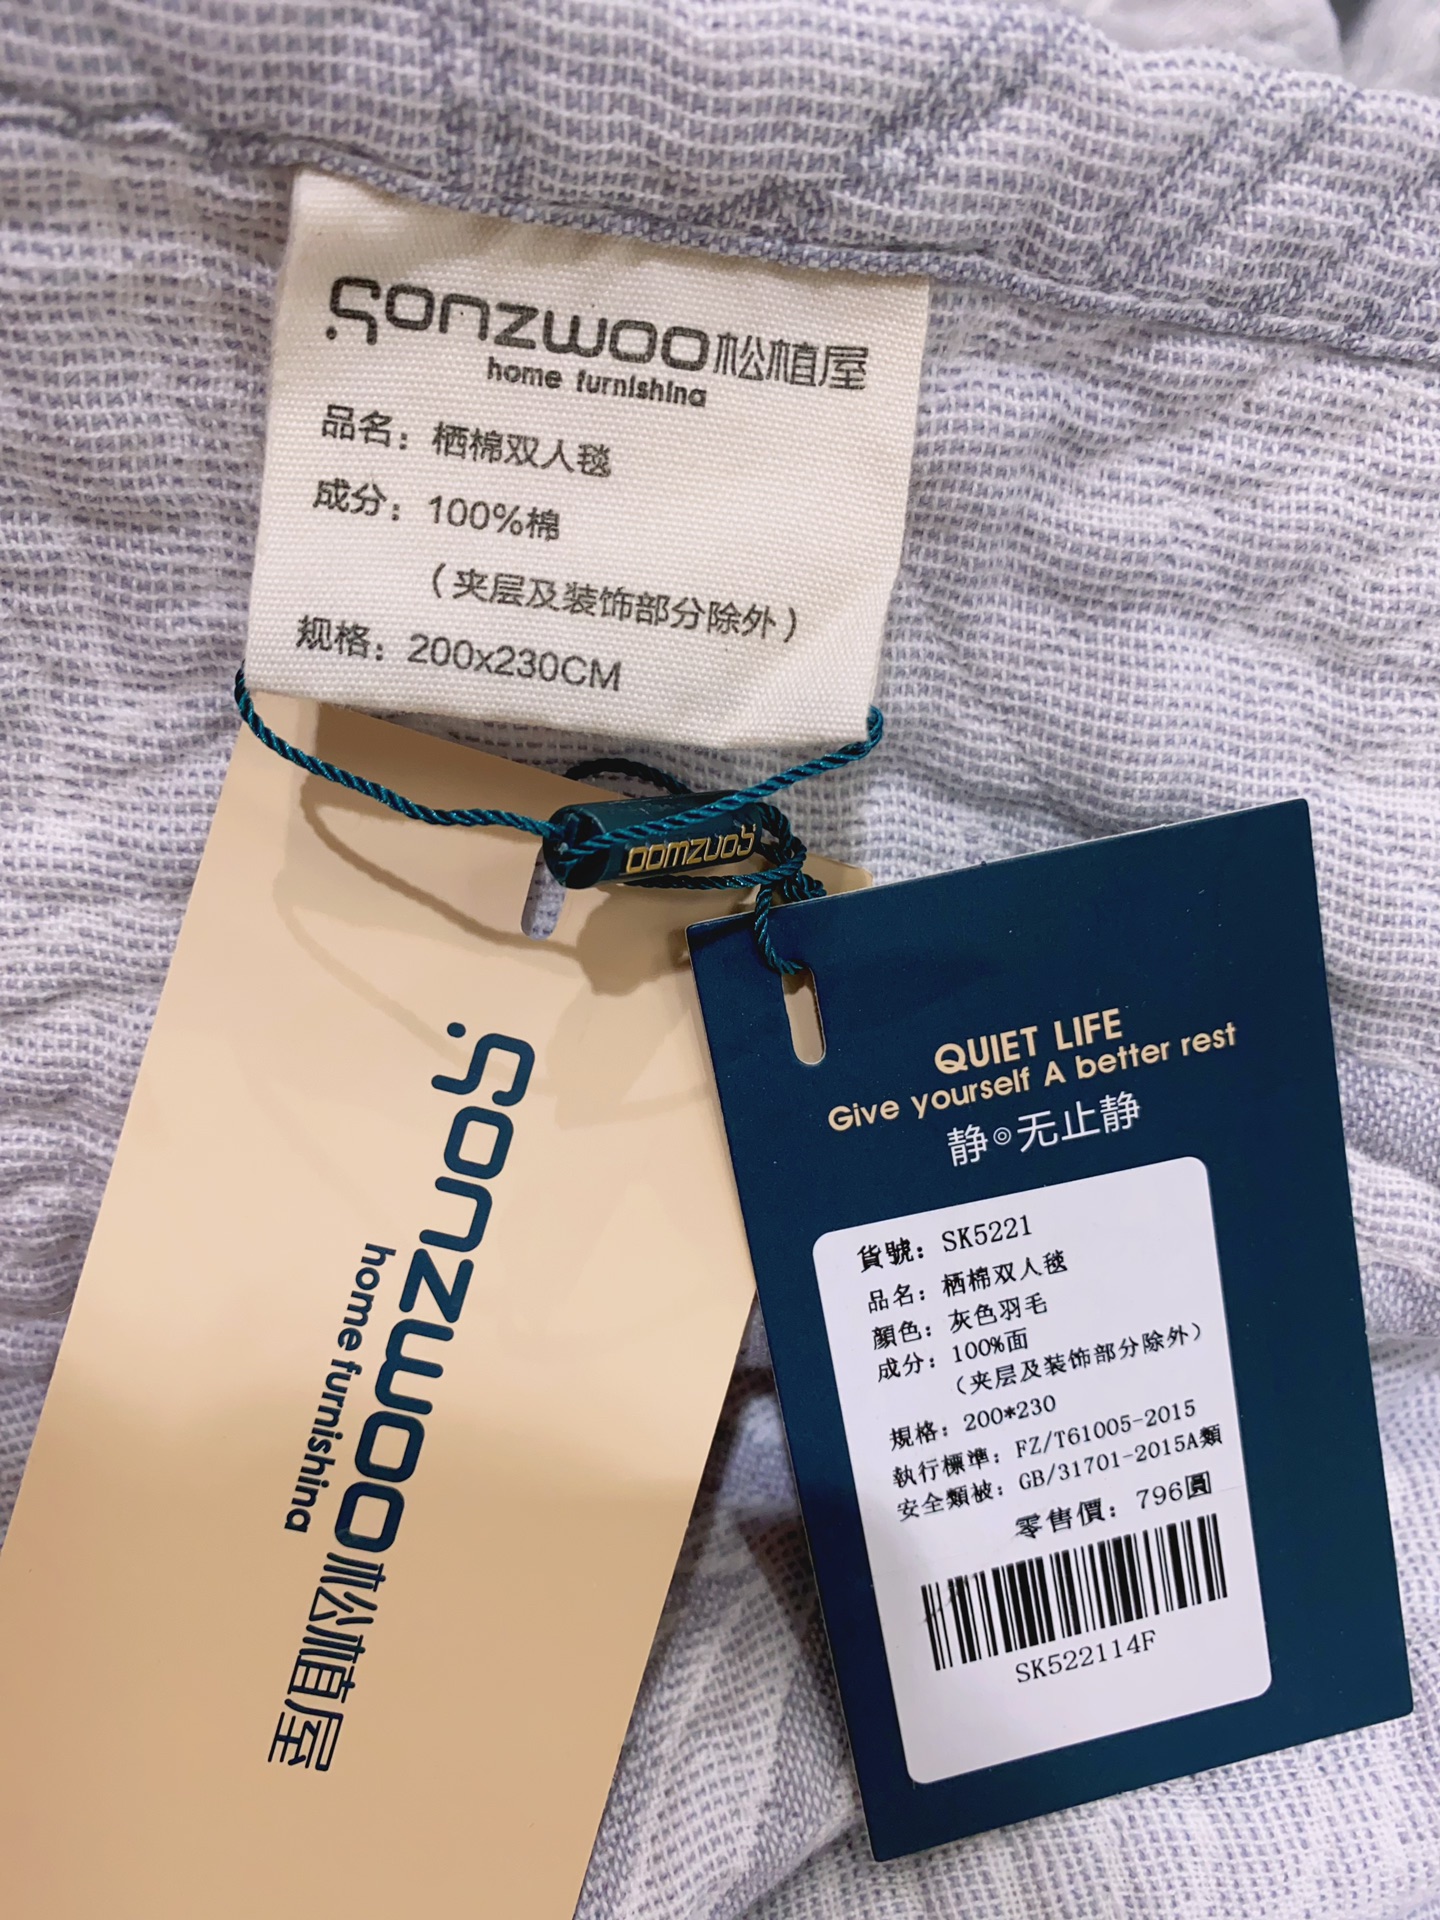 sonzwoo松植屋
home furnishing
品名：栖棉双人毯
成分：100%棉
（夹层及装饰部分除外）
规格：200x230CM
sonzwoo
sonzwoo松植屋
home furnishing
QUIET LIFE
Give yourself A better rest
静◎无止静
貨號：SK5221
品名：栖棉双人毯
顏色：灰色羽毛
成分：100%面
（夹层及装饰部分除外）
規格：200*230
執行標準：FZ/T61005-2015
安全類被：GB/31701-2015A類
零售價：796圓
SK522114F